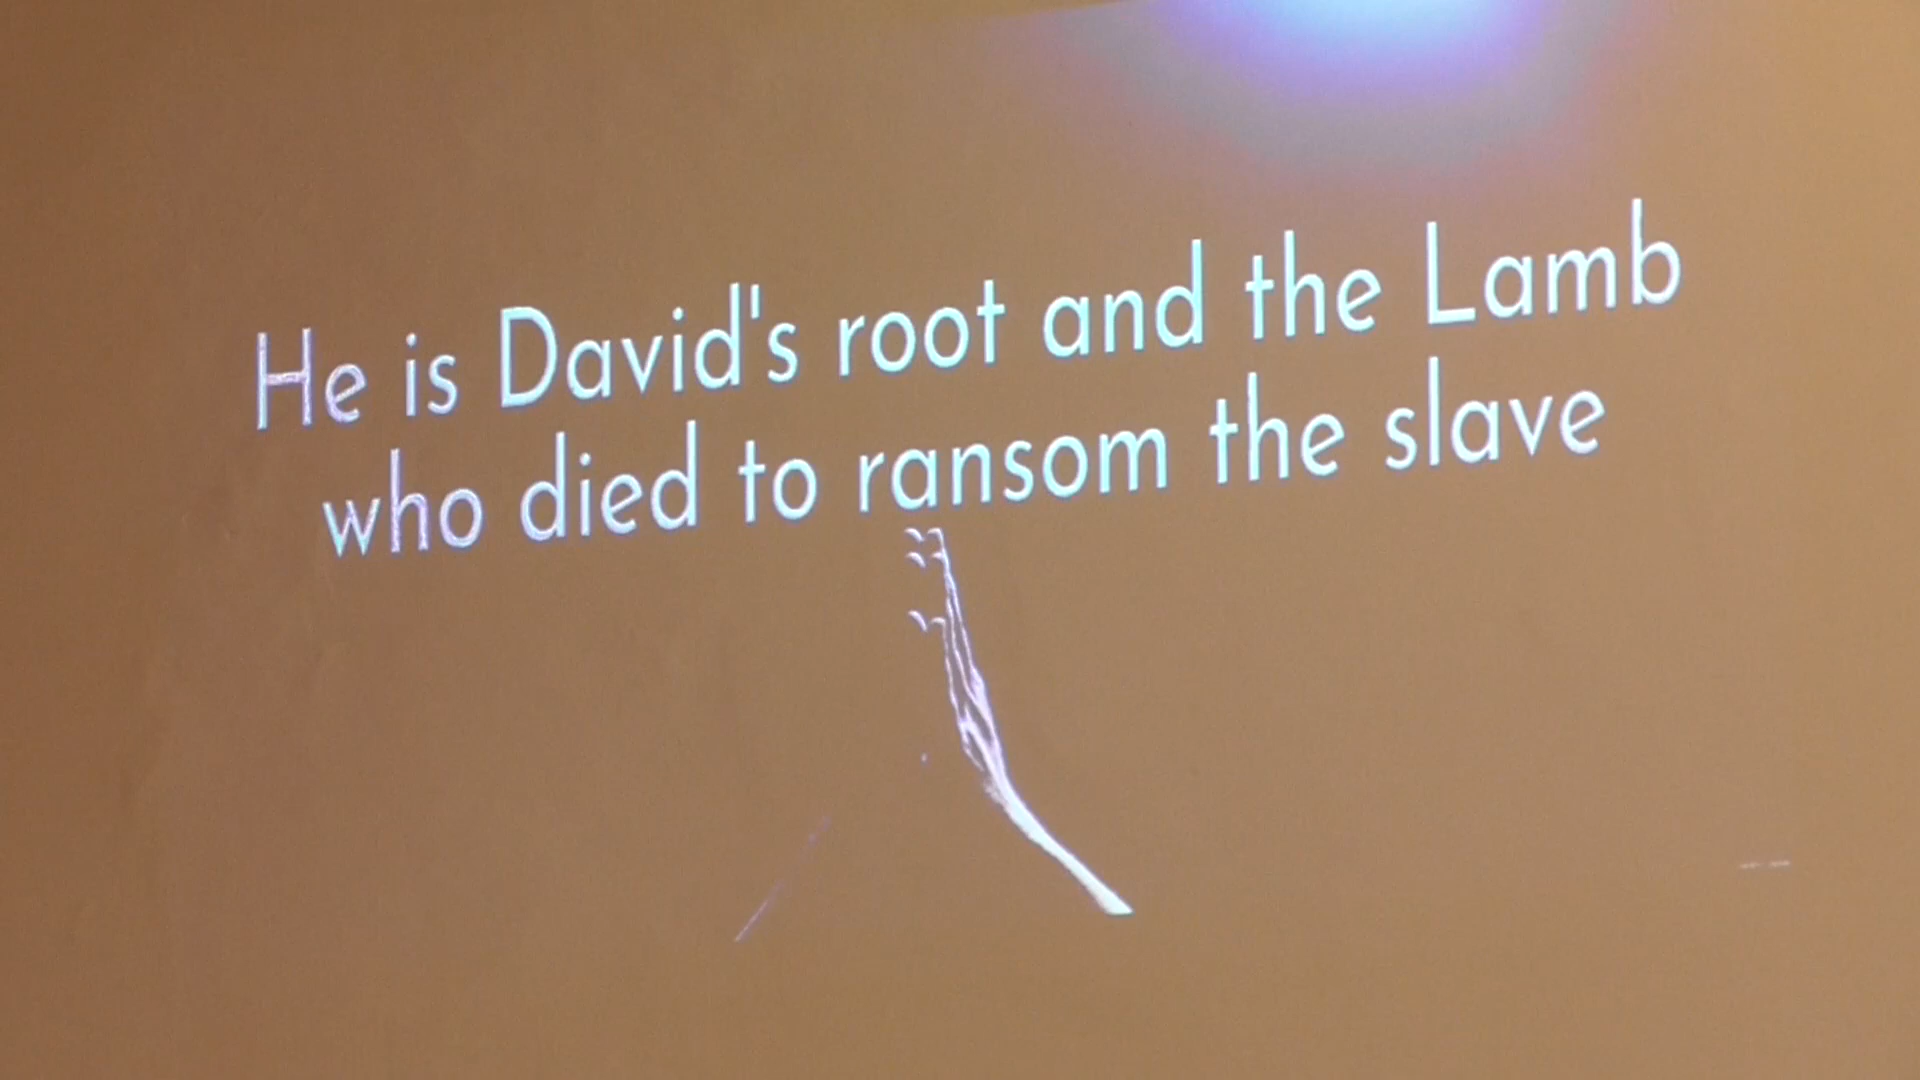 He is David's root and the Lamb
who died to ransom the slave